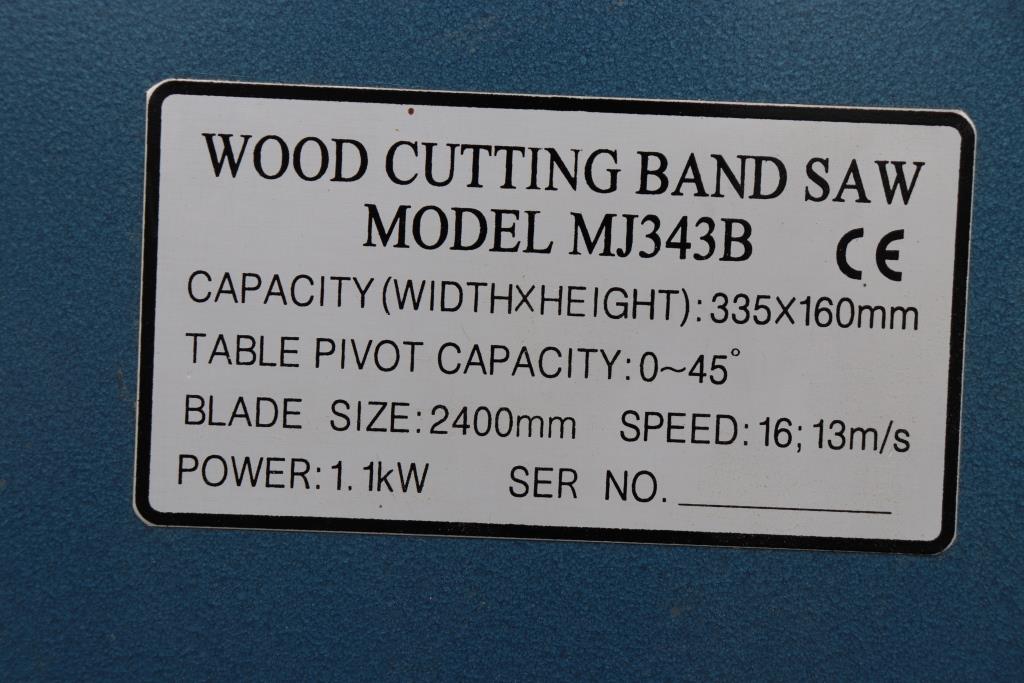 WOOD CUTTING BAND SAW
MODEL MJ343B CE
CAPACITY(WIDTHXHEIGHT):335X160mm
TABLE PIVOT CAPACITY:0~45°
BLADE SIZE:2400mm SPEED:16;13m/s
POWER:1.1kW SER NO.